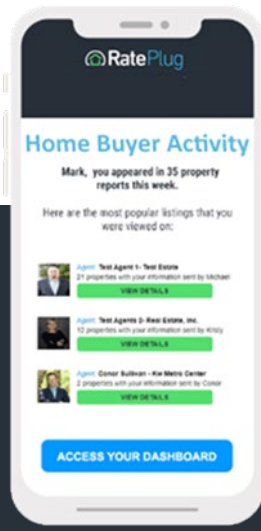 RatePlug
Home Buyer Activity
Mark, you appeared in 35 property
reports this week.
Here are the most popular listings that you
were viewed on:
Agent: Test Agent 1- Test Estate
21 properties with your information sent by Michael
VIEW DETAILS
Agent: Test Agents 2- Real Estate, Inc.
12 properties with your information sent by Kristy
VIEW DETAILS
Agent: Conor Sullivan - Kw Metro Center
2 properties with your information sent by Conor
VIEW DETAILS
ACCESS YOUR DASHBOARD